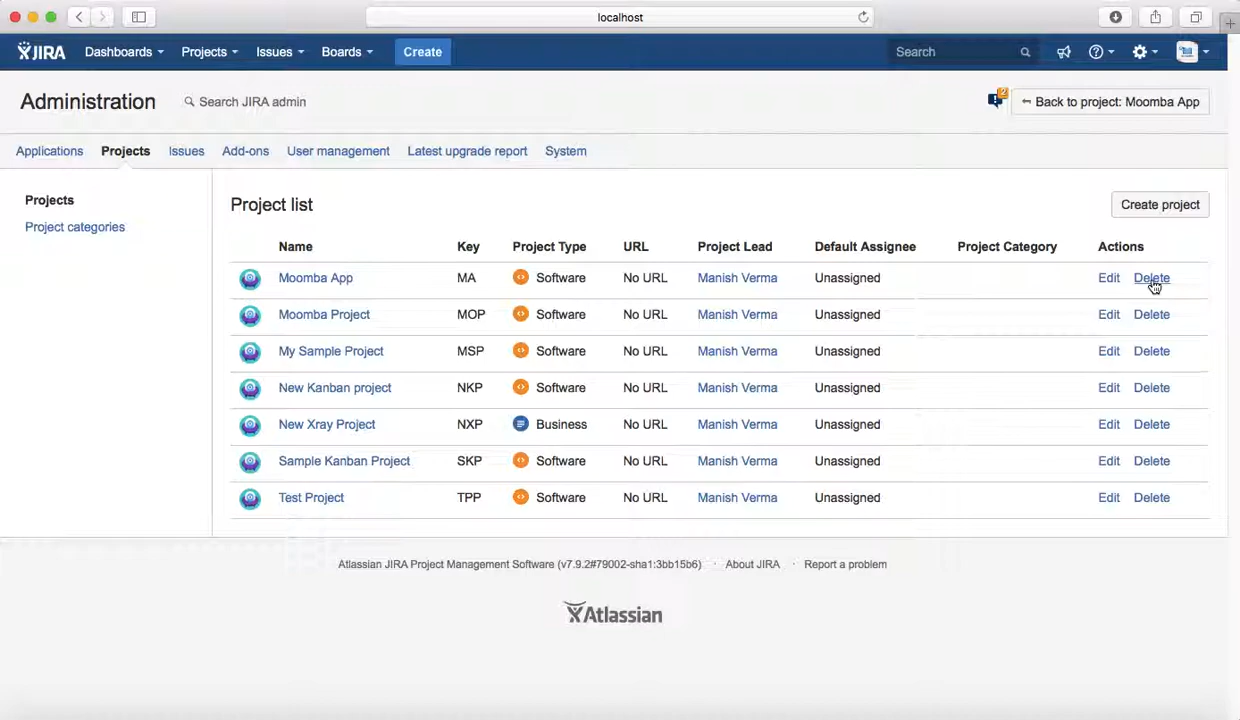 localhost
JIRA Dashboards Projects Issues Boards Create Search
Administration Search JIRA admin 2 Back to project: Moomba App
Applications Projects Issues Add-ons User management Latest upgrade report System
Projects
Project categories
Project list Create project
Name Key Project Type URL Project Lead Default Assignee Project Category Actions
Moomba App MA Software No URL Manish Verma Unassigned Edit Delete
Moomba Project MOP Software No URL Manish Verma Unassigned Edit Delete
My Sample Project MSP Software No URL Manish Verma Unassigned Edit Delete
New Kanban project NKP Software No URL Manish Verma Unassigned Edit Delete
New Xray Project NXP Business No URL Manish Verma Unassigned Edit Delete
Sample Kanban Project SKP Software No URL Manish Verma Unassigned Edit Delete
Test Project TPP Software No URL Manish Verma Unassigned Edit Delete
Atlassian JIRA Project Management Software (v7.9.2#79002-sha1:3bb15b6) · About JIRA · Report a problem
Atlassian